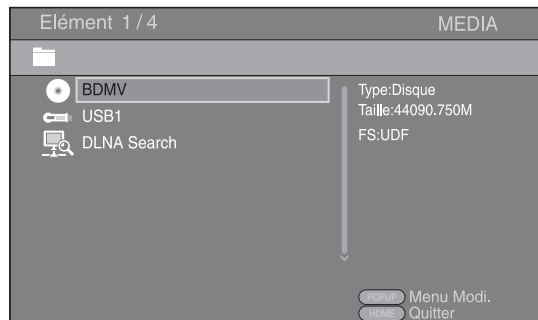 Elément 1/4
MEDIA
BDMV
USB1
DLNA Search
Type:Disque
Taille:44090.750M
FS:UDF
POPUP Menu Modi.
HOME Quitter